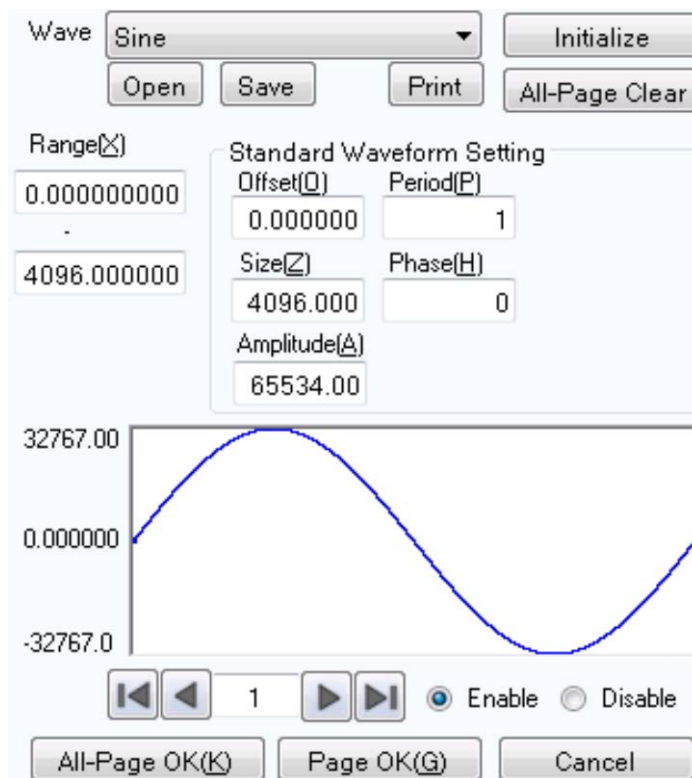 Wave Sine Initialize
Open Save Print All-Page Clear
Range(X) Standard Waveform Setting
Offset(O) Period(P)
0.000000000 0.000000 1
-
Size(Z) Phase(H)
4096.000000 4096.000 0
Amplitude(A)
65534.00
32767.00
0.000000
-32767.0
1 Enable Disable
All-Page OK(K) Page OK(G) Cancel